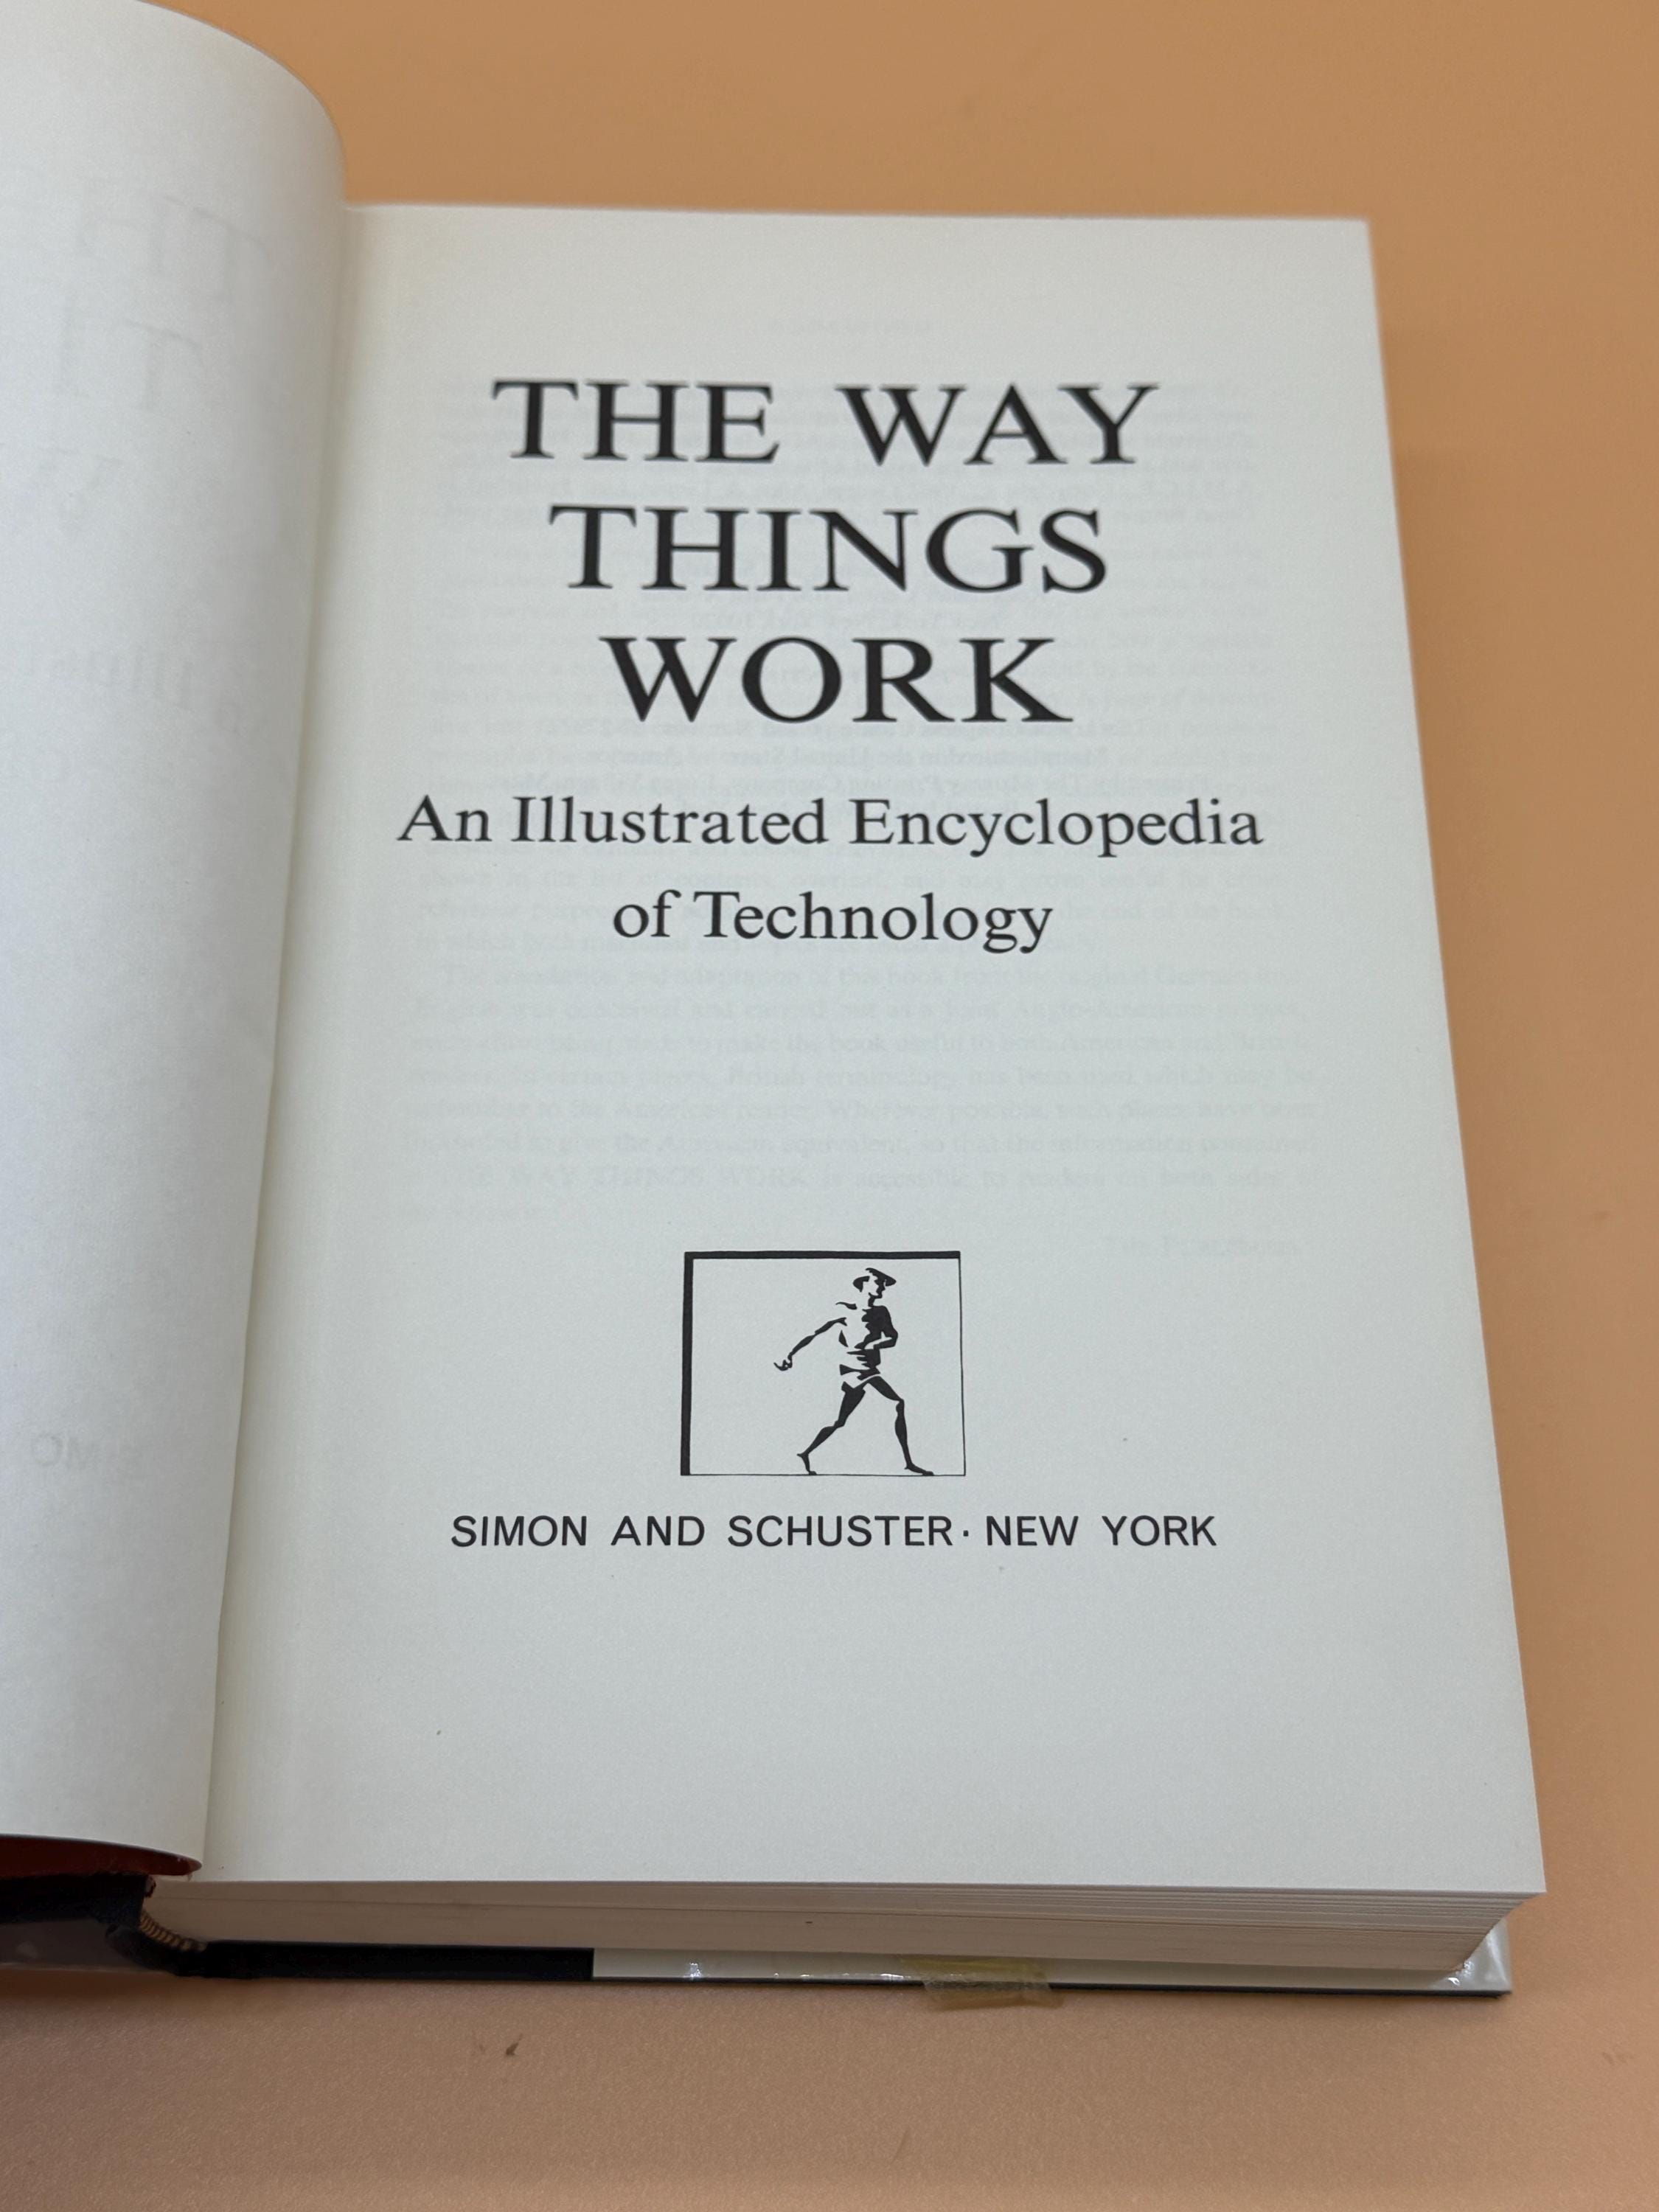 THE WAY
THINGS
WORK
An Illustrated Encyclopedia
of Technology
SIMON AND SCHUSTER · NEW YORK